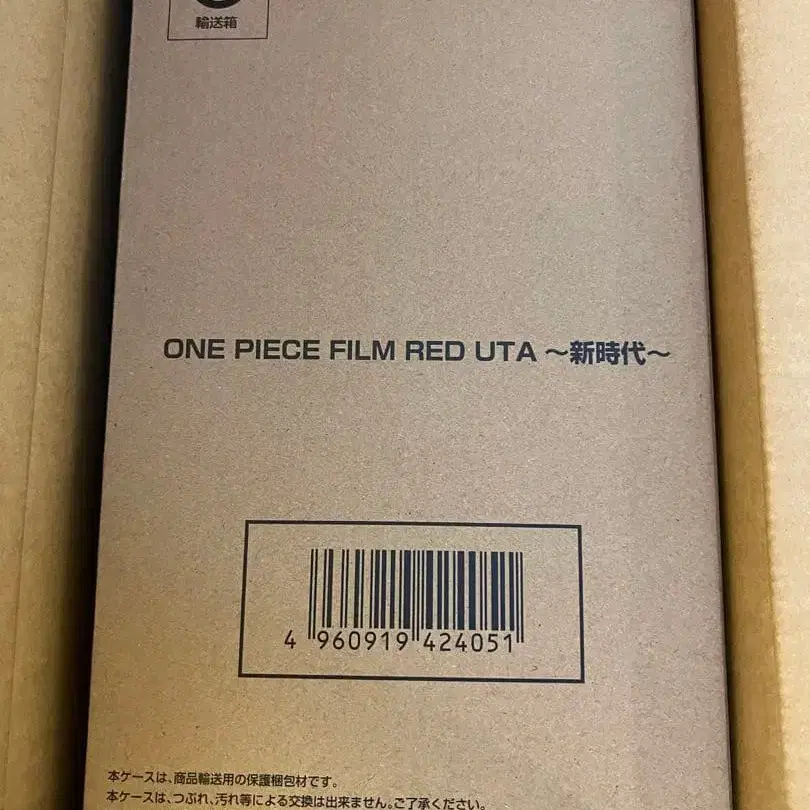 輸送箱
ONE PIECE FILM RED UTA ～新時代～
4 960919 424051
本ケースは、商品輸送用の保護梱包材です。
本ケースは、つぶれ、汚れ等による交換は出来ません。ご了承ください。